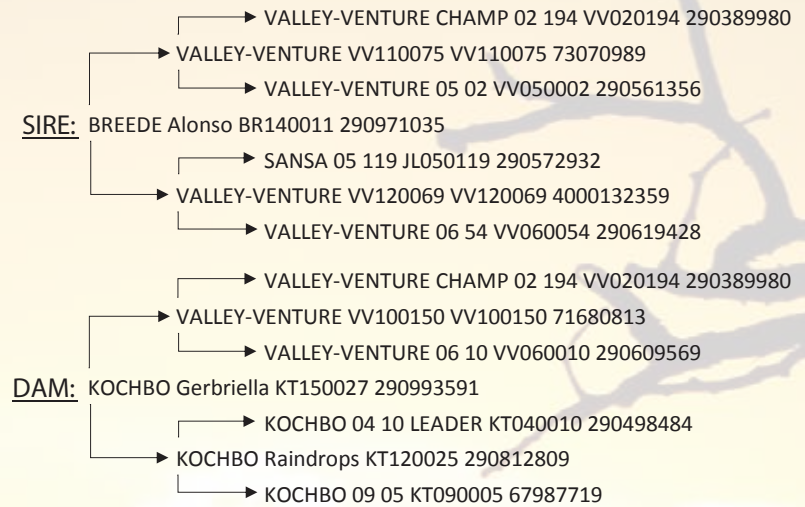 VALLEY-VENTURE CHAMP 02 194 VV020194 290389980
VALLEY-VENTURE VV110075 VV110075 73070989
VALLEY-VENTURE 05 02 VV050002 290561356
SIRE: BREEDE Alonso BR140011 290971035
SANSA 05 119 JL050119 290572932
VALLEY-VENTURE VV120069 VV120069 4000132359
VALLEY-VENTURE 06 54 VV060054 290619428
VALLEY-VENTURE CHAMP 02 194 VV020194 290389980
VALLEY-VENTURE VV100150 VV100150 71680813
VALLEY-VENTURE 06 10 VV060010 290609569
DAM: KOCHBO Gerbriella KT150027 290993591
KOCHBO 04 10 LEADER KT040010 290498484
KOCHBO Raindrops KT120025 290812809
KOCHBO 09 05 KT090005 67987719